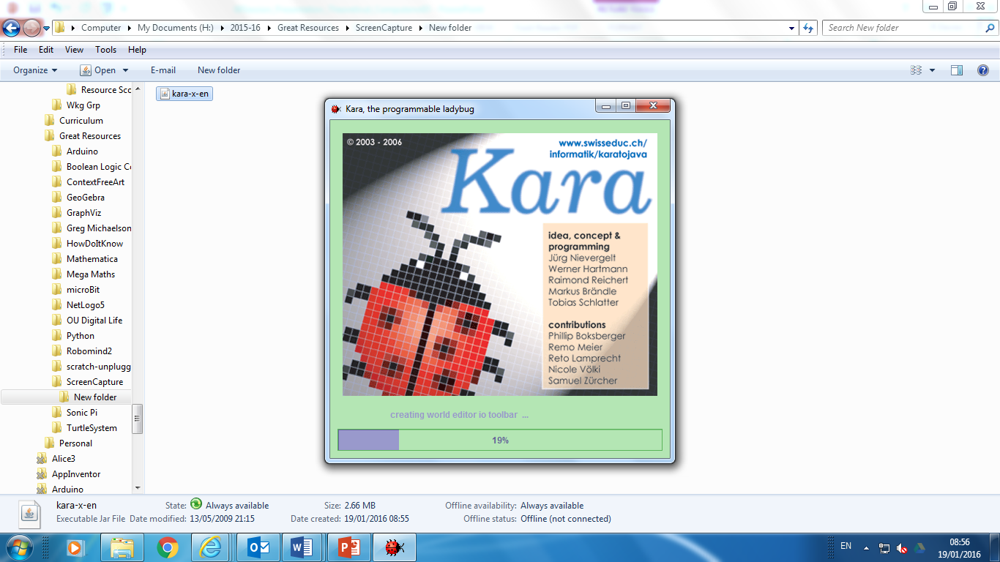 Computer
My Documents (H:)
2015-16
Great Resources
ScreenCapture
New folder
Search New folder
File Edit View Tools Help
Organize
Open
E-mail
New folder
Resource Sco
Wkg Grp
Curriculum
Great Resources
Arduino
Boolean Logic Co
ContextFreeArt
GeoGebra
GraphViz
Greg Michaelson
HowDoItKnow
Mathematica
Mega Maths
microBit
NetLogo5
OU Digital Life
Python
Robomind2
scratch-unplugg
ScreenCapture
New folder
Sonic Pi
TurtleSystem
Personal
Alice3
AppInventor
Arduino
kara-x-en
Kara, the programmable ladybug
© 2003 - 2006
www.swisseduc.ch/
informatik/karatojava
Kara
idea, concept &
programming
Jürg Nievergelt
Werner Hartmann
Raimond Reichert
Markus Brändle
Tobias Schlatter
contributions
Phillip Boksberger
Remo Meier
Reto Lamprecht
Nicole Völki
Samuel Zürcher
creating world editor io toolbar ...
19%
kara-x-en
State: Always available
Size: 2.66 MB
Offline availability: Always available
Executable Jar File
Date modified: 13/05/2009 21:15
Date created: 19/01/2016 08:55
Offline status: Offline (not connected)
EN
08:56
19/01/2016